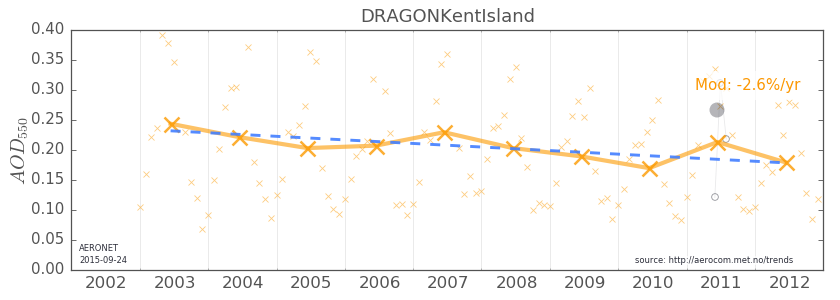 DRAGONKentIsland
0.40
0.35
0.30
0.25
0.20
0.15
0.10
0.05
0.00
AOD550
Mod: -2.6%/yr
AERONET
2015-09-24
source: http://aerocom.met.no/trends
2002 2003 2004 2005 2006 2007 2008 2009 2010 2011 2012